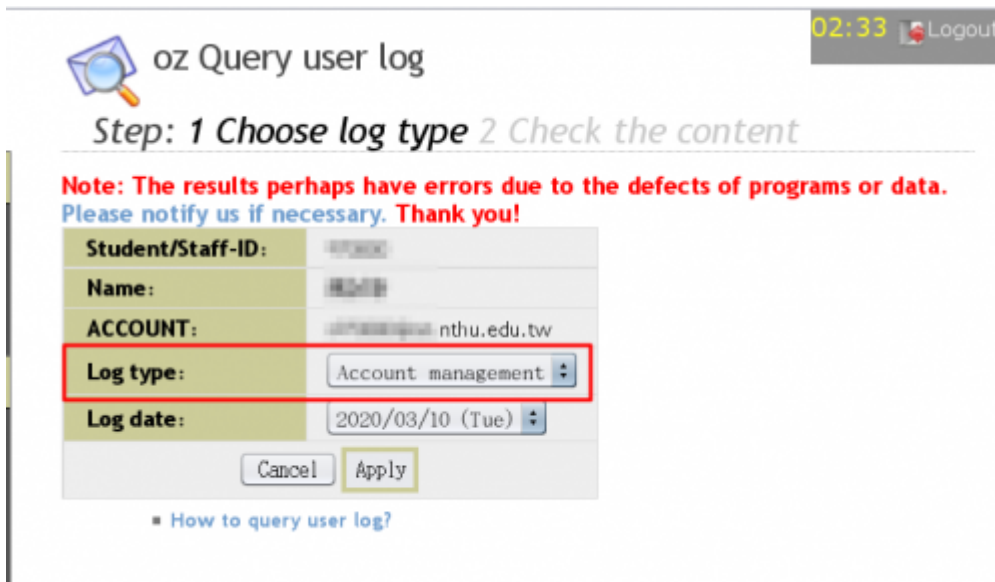 02:33 Logout
oz Query user log
Step: 1 Choose log type 2 Check the content
Note: The results perhaps have errors due to the defects of programs or data.
Please notify us if necessary. Thank you!
Student/Staff-ID:
Name:
ACCOUNT: nthu.edu.tw
Log type: Account management
Log date: 2020/03/10 (Tue)
Cancel Apply
How to query user log?